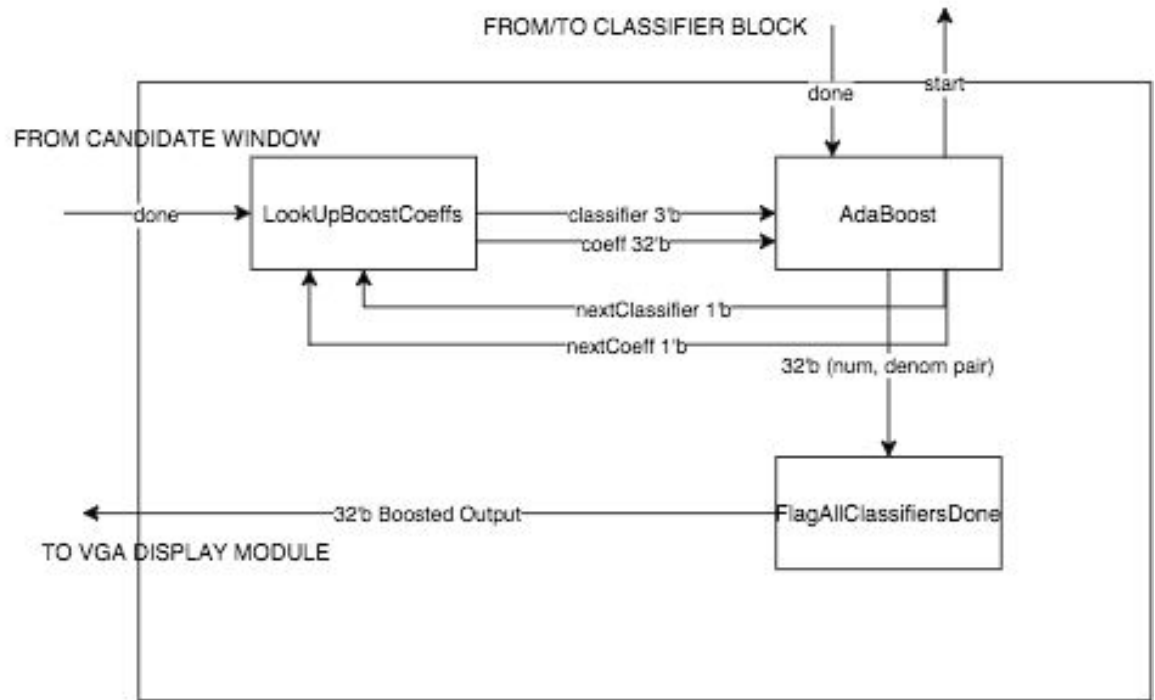 FROM/TO CLASSIFIER BLOCK
done
start
FROM CANDIDATE WINDOW
done
LookUpBoostCoeffs
classifier 3'b
coeff 32'b
AdaBoost
nextClassifier 1'b
nextCoeff 1'b
32'b (num, denom pair)
32'b Boosted Output
FlagAllClassifiersDone
TO VGA DISPLAY MODULE